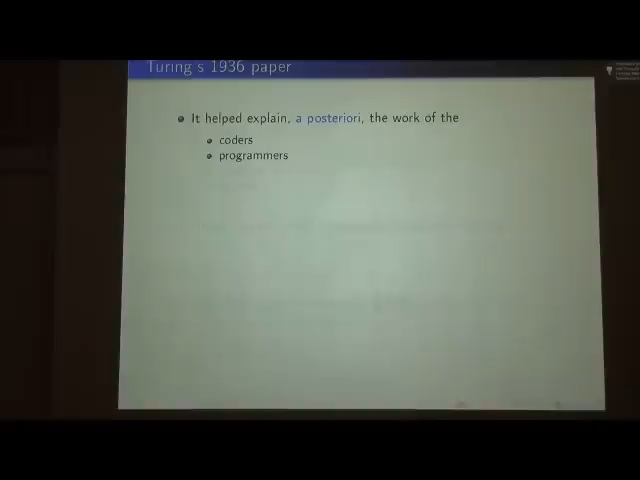 Turing s 1936 paper
It helped explain, a posteriori, the work of the
coders
programmers